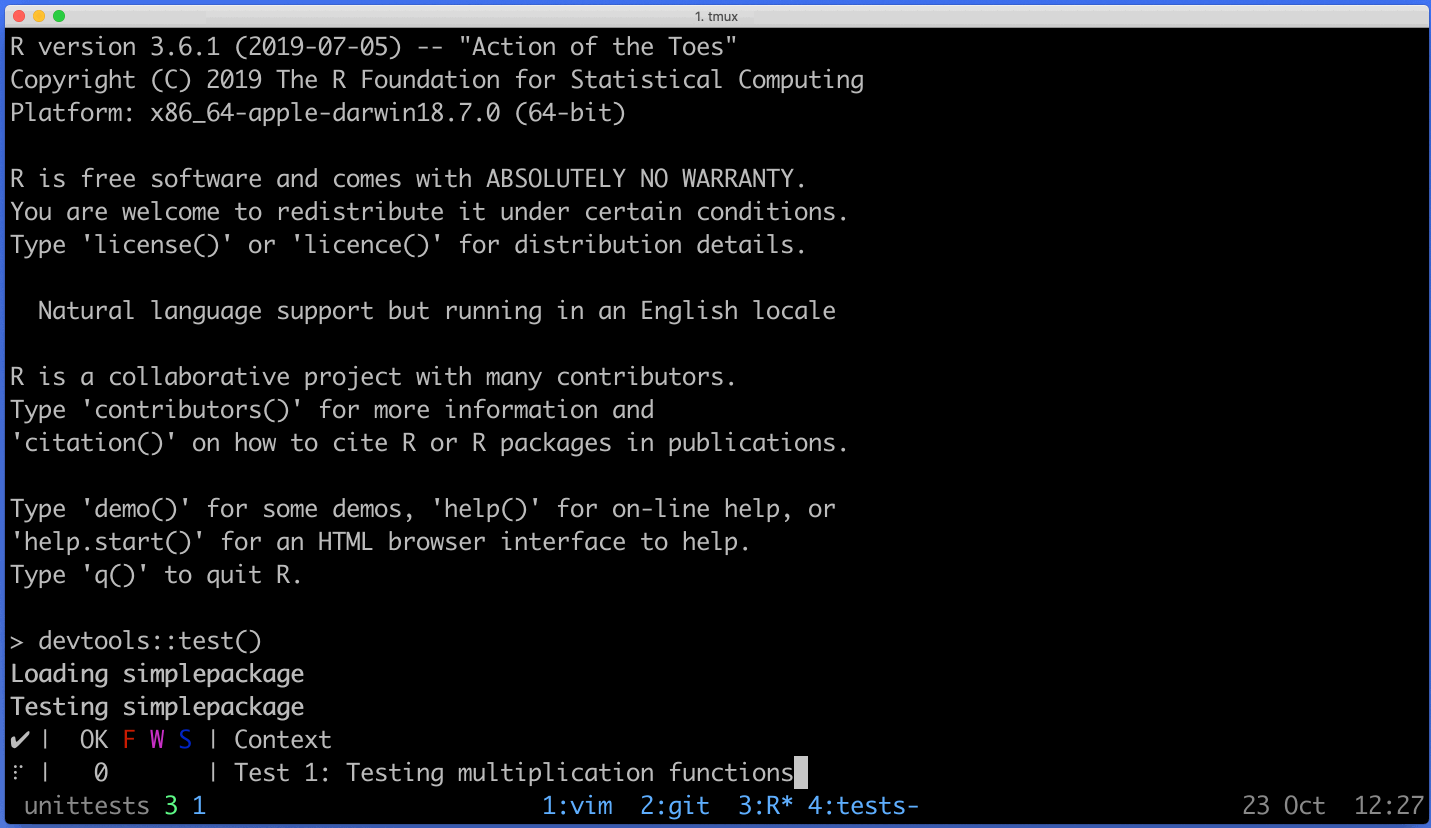 1. tmux
R version 3.6.1 (2019-07-05) -- "Action of the Toes"
Copyright (C) 2019 The R Foundation for Statistical Computing
Platform: x86_64-apple-darwin18.7.0 (64-bit)
R is free software and comes with ABSOLUTELY NO WARRANTY.
You are welcome to redistribute it under certain conditions.
Type 'license()' or 'licence()' for distribution details.
Natural language support but running in an English locale
R is a collaborative project with many contributors.
Type 'contributors()' for more information and
'citation()' on how to cite R or R packages in publications.
Type 'demo()' for some demos, 'help()' for on-line help, or
'help.start()' for an HTML browser interface to help.
Type 'q()' to quit R.
> devtools::test()
Loading simplepackage
Testing simplepackage
✔ | OK F W S | Context
⠏ | 0 | Test 1: Testing multiplication functions
unittests 3 1 1:vim 2:git 3:R* 4:tests- 23 Oct 12:27